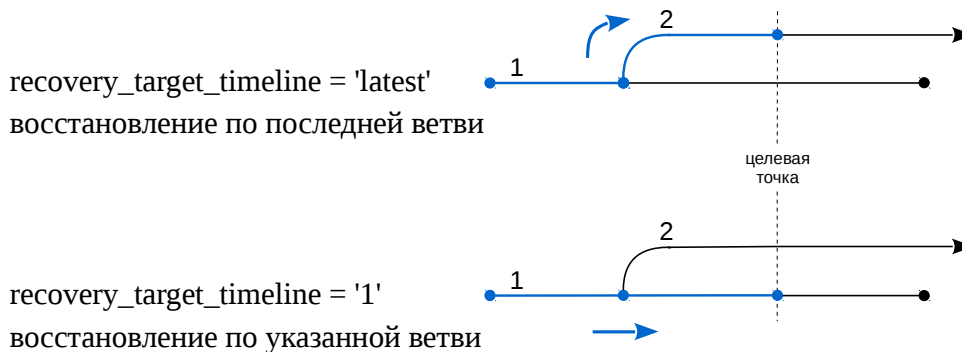 2
1
recovery_target_timeline = 'latest'
восстановление по последней ветви
целевая
точка
2
1
recovery_target_timeline = '1'
восстановление по указанной ветви